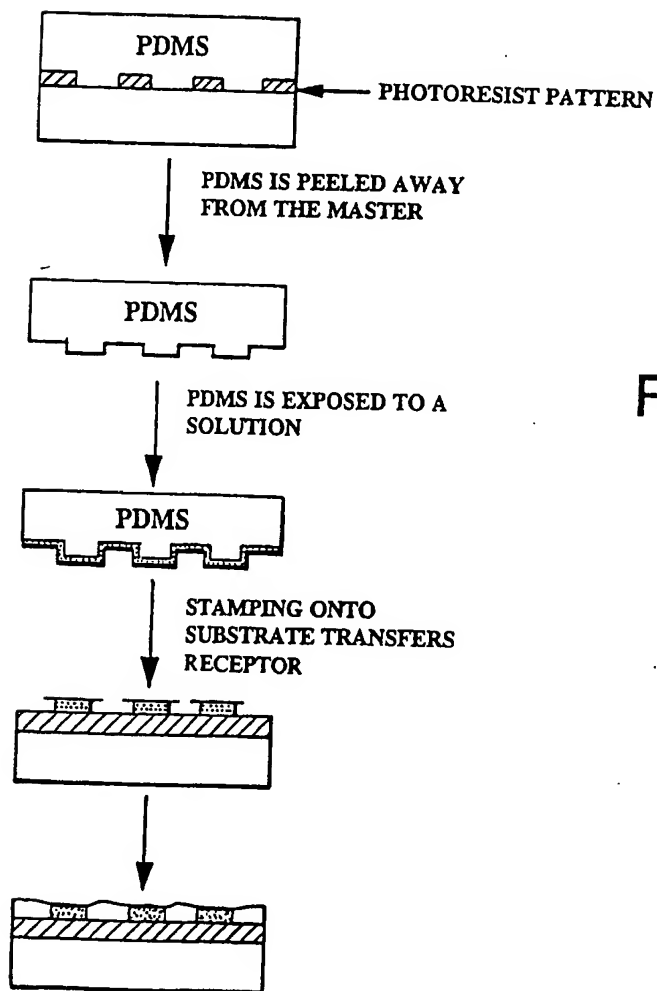 PDMS
PHOTORESIST PATTERN
PDMS IS PEELED AWAY
FROM THE MASTER
PDMS
PDMS IS EXPOSED TO A
SOLUTION
F
PDMS
STAMPING ONTO
SUBSTRATE TRANSFERS
RECEPTOR